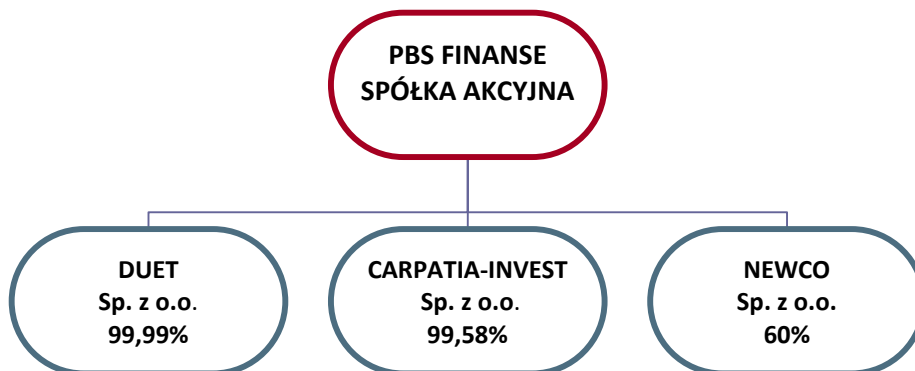 PBS FINANSE
SPÓŁKA AKCYJNA
DUET
Sp. z o.o.
99,99%
CARPATIA-INVEST
Sp. z o.o.
99,58%
NEWCO
Sp. z o.o.
60%